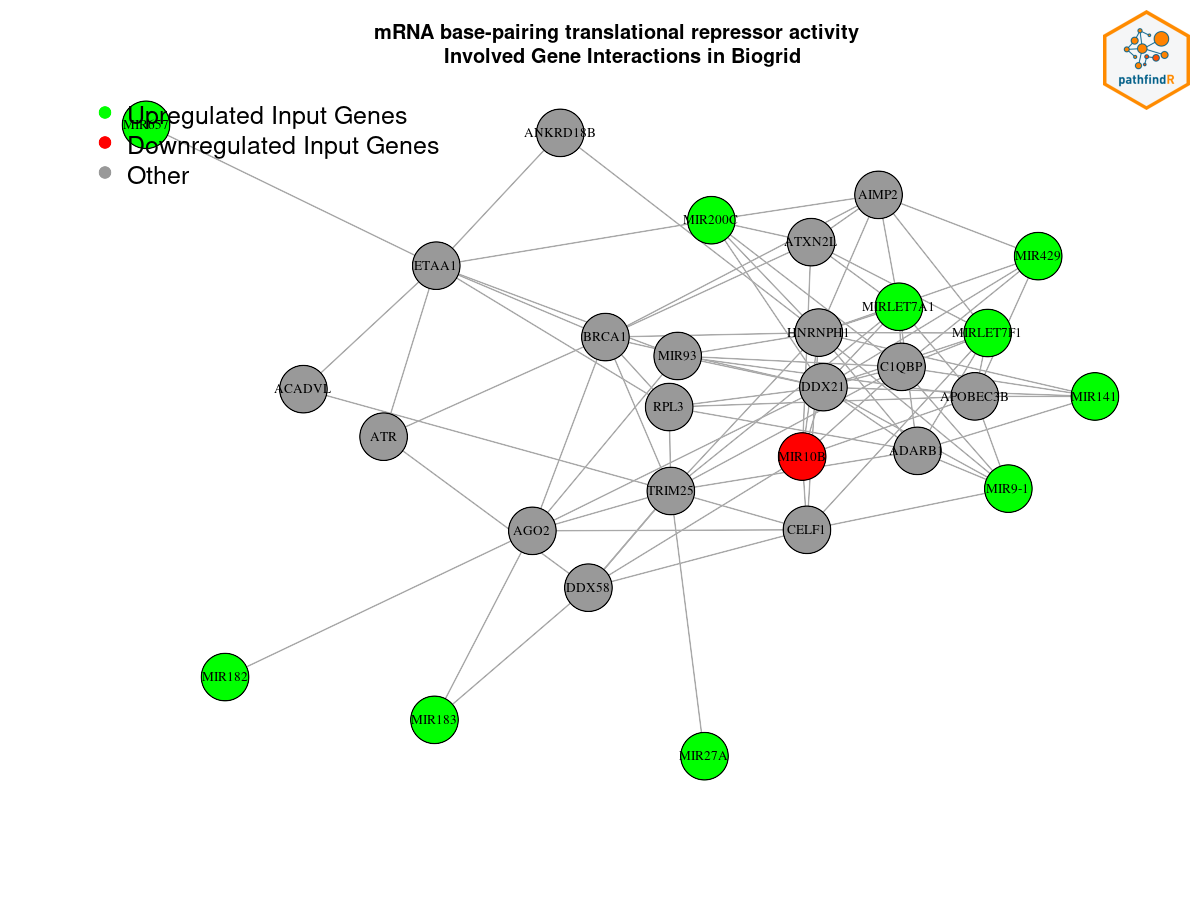 mRNA base-pairing translational repressor activity
Involved Gene Interactions in Biogrid
pathfindR
Upregulated Input Genes
MIR657
Downregulated Input Genes
Other
ANKRD18B
AIMP2
MIR200C
ATXN2L
MIR429
ETAA1
MIRLET7A1
HNRNPH1
MIRLET7F1
BRCA1
MIR93
C1QBP
DDX21
ACADVL
APOBEC3B
MIR141
RPL3
ATR
ADARB1
MIR10B
TRIM25
MIR9-1
AGO2
CELF1
DDX58
MIR182
MIR183
MIR27A